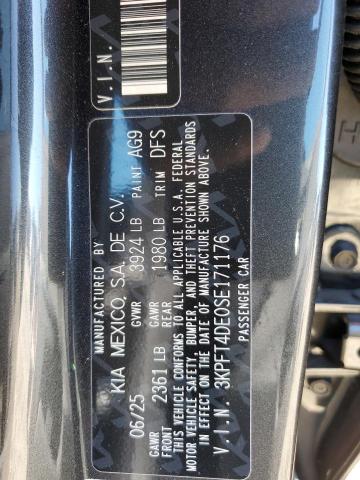 V.I.N.
MANUFACTURED BY
KIA MEXICO, S.A. DE C.V.
06/25 GVWR 3924 LB PAINT AG9
GAWR FRONT 2361 LB GAWR REAR 1980 LB TRIM DFS
THIS VEHICLE CONFORMS TO ALL APPLICABLE U.S.A. FEDERAL
MOTOR VEHICLE SAFETY, BUMPER, AND THEFT PREVENTION STANDARDS
IN EFFECT ON THE DATE OF MANUFACTURE SHOWN ABOVE.
V.I.N. 3KPFT4DE0SE171176
PASSENGER CAR